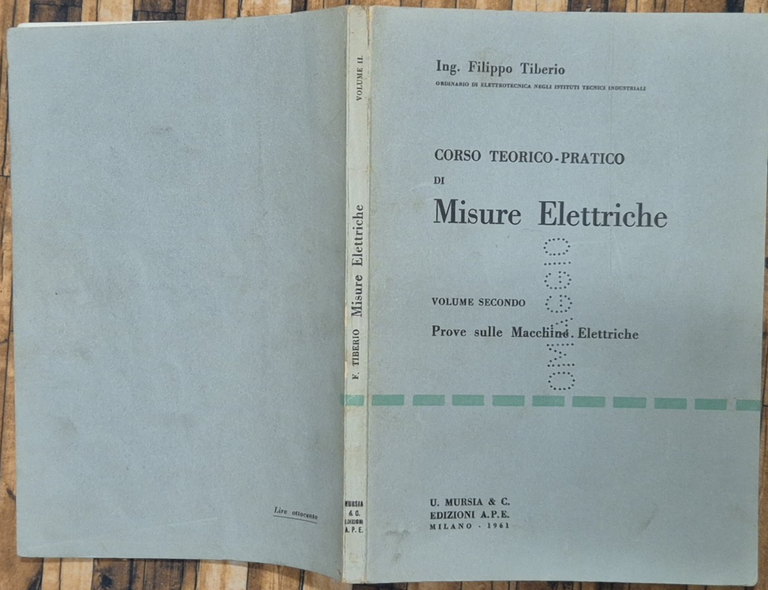 Ing. Filippo Tiberio
ORDINARIO DI ELETTROTECNICA NEGLI ISTITUTI TECNICI INDUSTRIALI
CORSO TEORICO-PRATICO
DI
Misure Elettriche
OMAGGIO
VOLUME SECONDO
Prove sulle Macchine Elettriche
U. MURSIA & C.
EDIZIONI A.P.E.
MILANO - 1961
VOLUME II.
Misure Elettriche
F. TIBERIO
MURSIA
& C.
EDIZIONI
A. P. E.
Lire ottocento